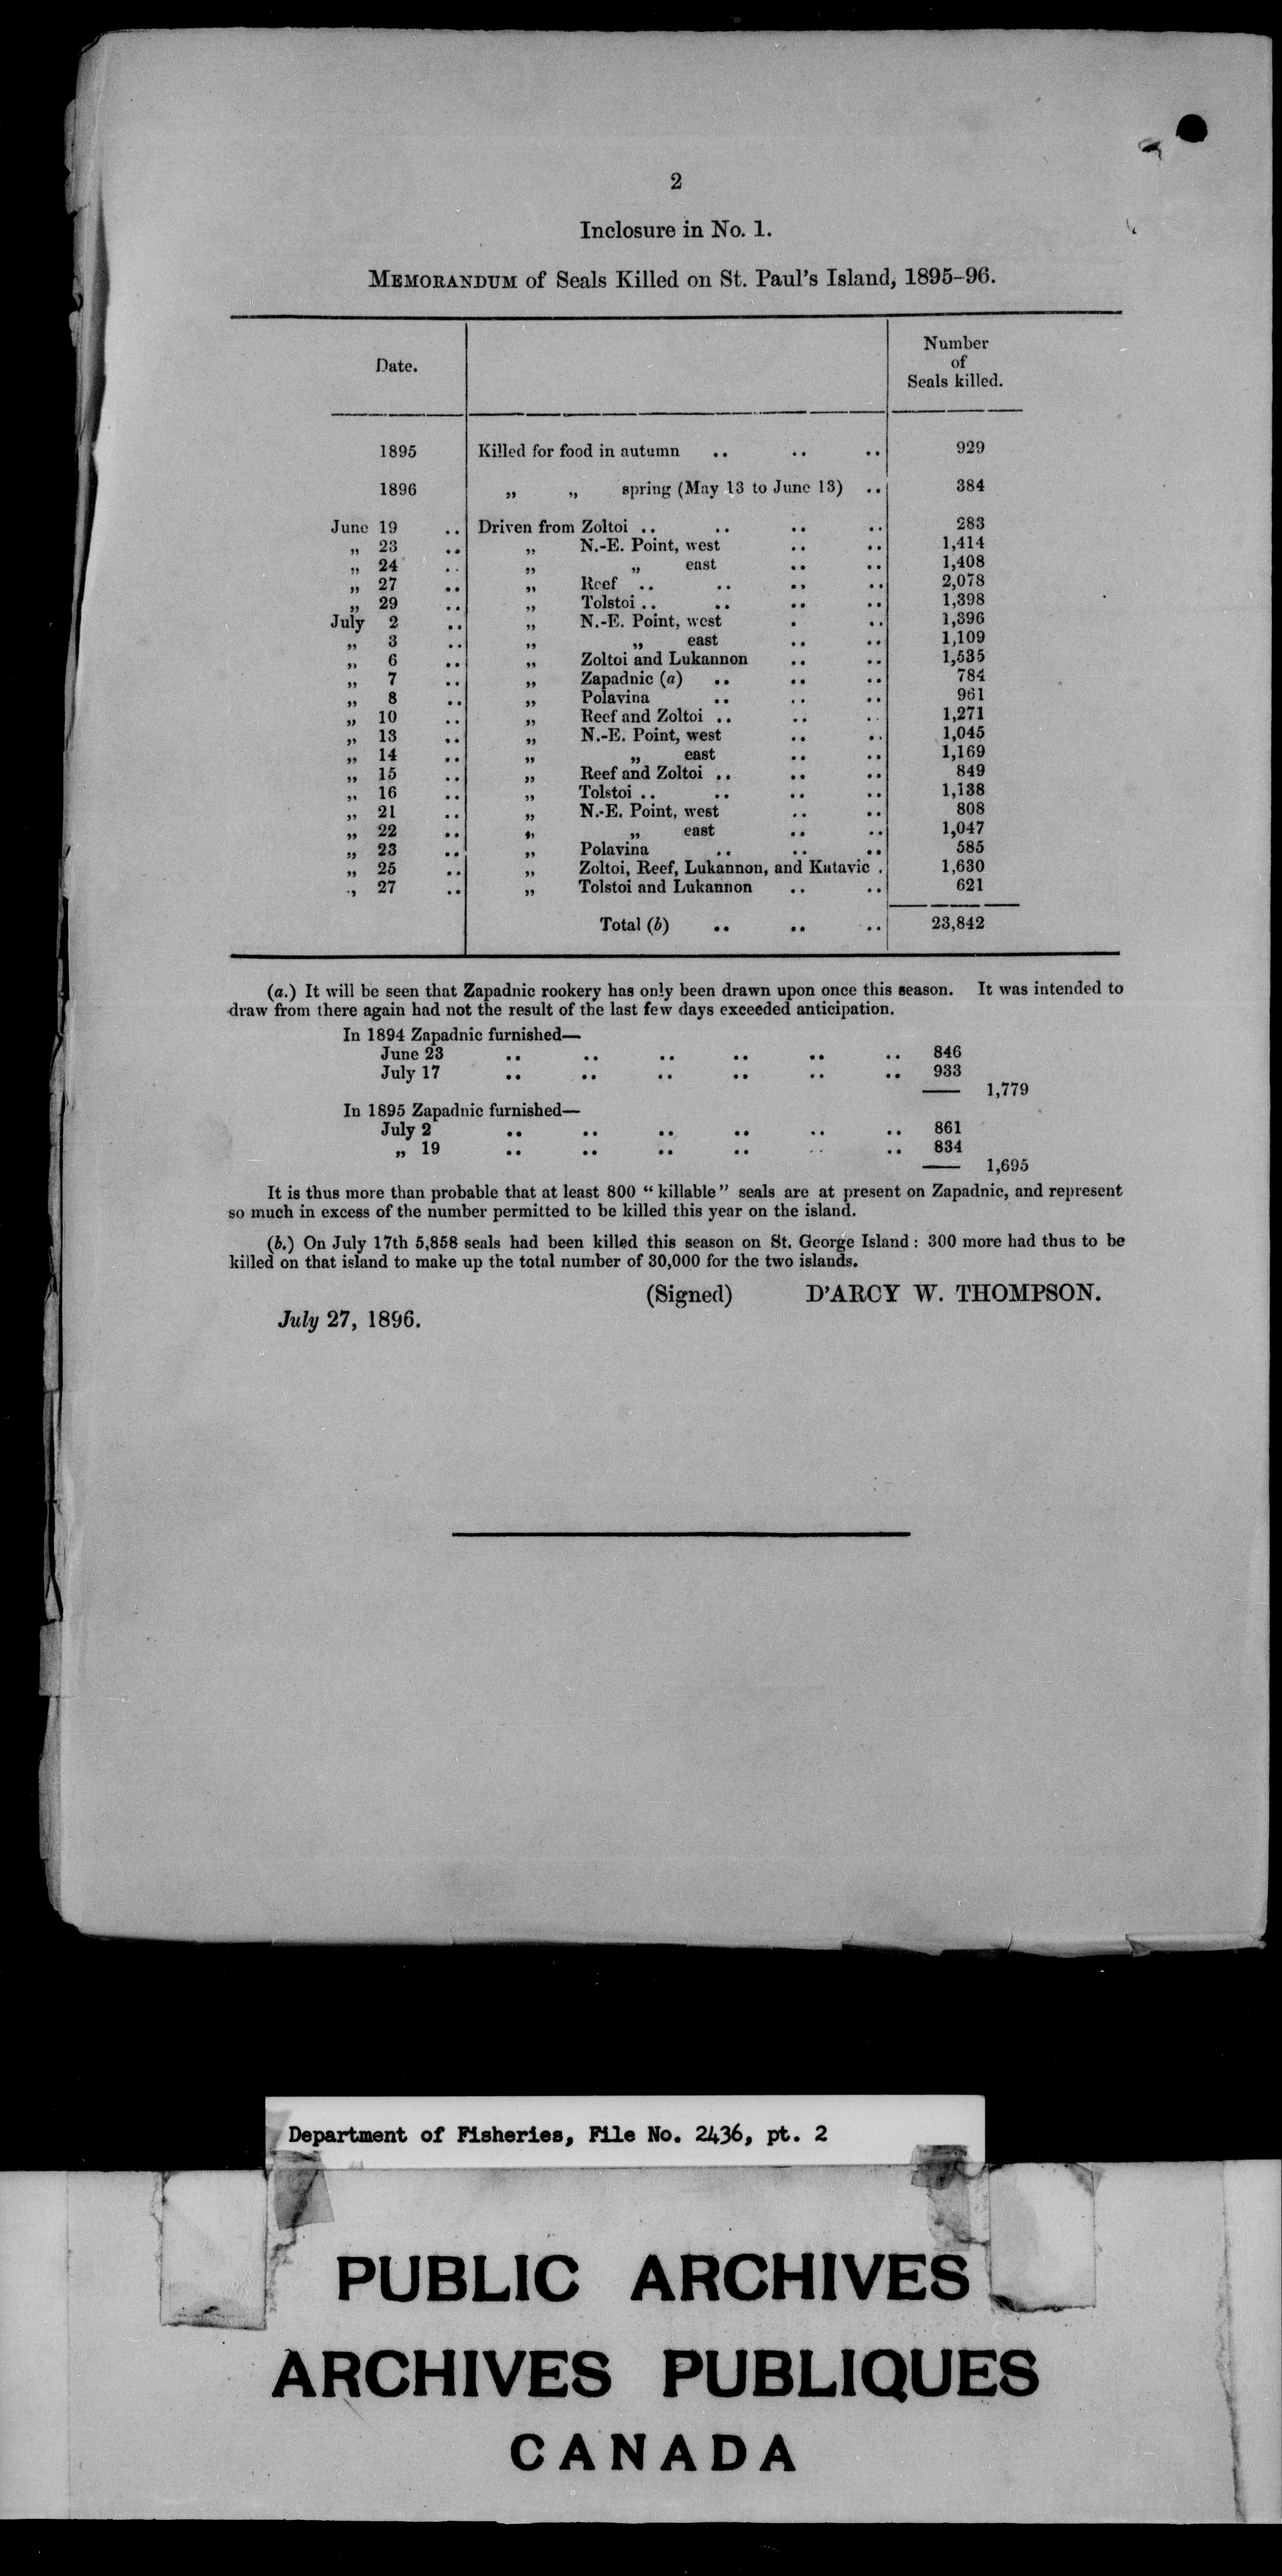 2
Inclosure in No. 1.
MEMORANDUM of Seals Killed on St. Paul's Island, 1895-96.
Date. Number of Seals killed.
1895 Killed for food in autumn .. .. .. 929
1896 „ „ spring (May 13 to June 13) .. 384
June 19 .. Driven from Zoltoi .. .. .. .. 283
„ 23 .. „ N.-E. Point, west .. .. 1,414
„ 24 .. „ „ east .. .. 1,408
„ 27 .. „ Reef .. .. .. .. 2,078
„ 29 .. „ Tolstoi .. .. .. .. 1,398
July 2 .. „ N.-E. Point, west . .. 1,396
„ 3 .. „ „ east .. .. 1,109
„ 6 .. „ Zoltoi and Lukannon .. .. 1,535
„ 7 .. „ Zapadnic (a) .. .. .. 784
„ 8 .. „ Polavina .. .. .. 961
„ 10 .. „ Reef and Zoltoi .. .. .. 1,271
„ 13 .. „ N.-E. Point, west .. .. 1,045
„ 14 .. „ „ east .. .. 1,169
„ 15 .. „ Reef and Zoltoi .. .. .. 849
„ 16 .. „ Tolstoi .. .. .. .. 1,138
„ 21 .. „ N.-E. Point, west .. .. 808
„ 22 .. „ „ east .. .. 1,047
„ 23 .. „ Polavina .. .. .. 585
„ 25 .. „ Zoltoi, Reef, Lukannon, and Katavic . 1,630
„ 27 .. „ Tolstoi and Lukannon .. .. 621
Total (b) .. .. .. 23,842
(a.) It will be seen that Zapadnic rookery has only been drawn upon once this season. It was intended to
draw from there again had not the result of the last few days exceeded anticipation.
In 1894 Zapadnic furnished—
June 23 .. .. .. .. .. .. 846
July 17 .. .. .. .. .. .. 933
1,779
In 1895 Zapadnic furnished—
July 2 .. .. .. .. .. .. 861
„ 19 .. .. .. .. .. .. 834
1,695
It is thus more than probable that at least 800 "killable" seals are at present on Zapadnic, and represent
so much in excess of the number permitted to be killed this year on the island.
(b.) On July 17th 5,858 seals had been killed this season on St. George Island: 300 more had thus to be
killed on that island to make up the total number of 30,000 for the two islands.
(Signed) D'ARCY W. THOMPSON.
July 27, 1896.
Department of Fisheries, File No. 2436, pt. 2
PUBLIC ARCHIVES
ARCHIVES PUBLIQUES
CANADA